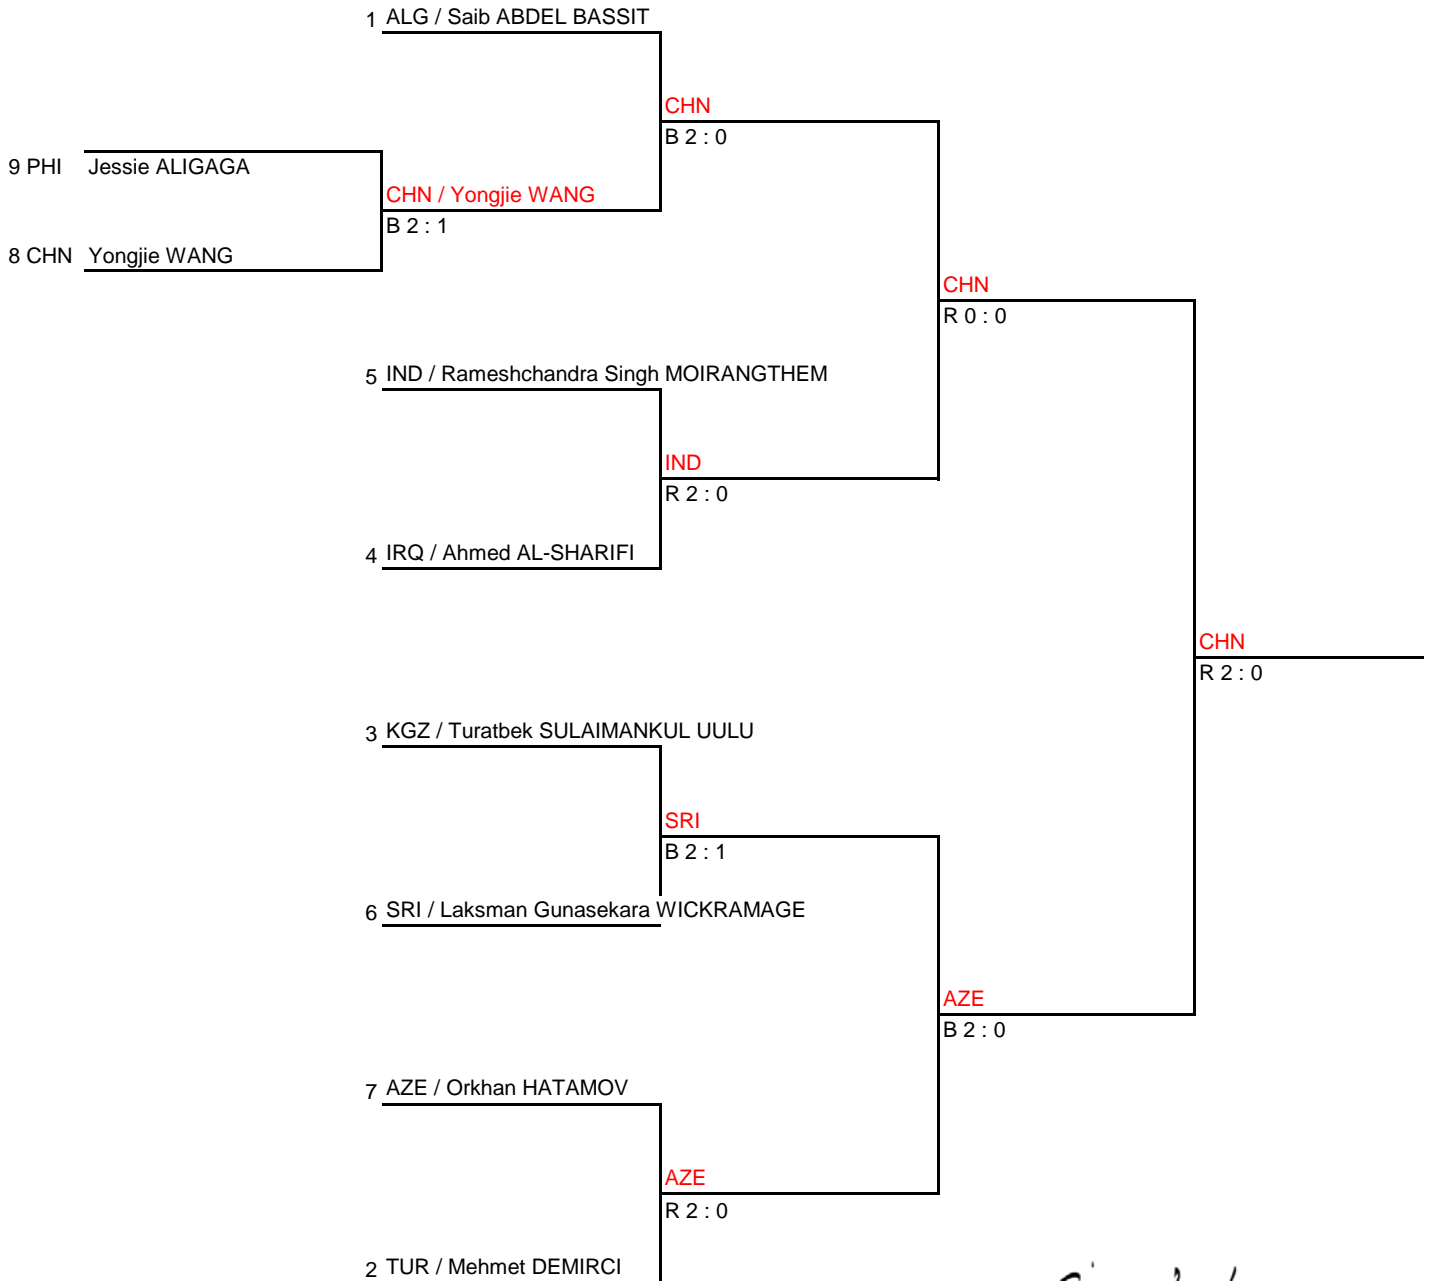 1 ALG / Saib ABDEL BASSIT
CHN
B 2 : 0
9 PHI Jessie ALIGAGA
CHN / Yongjie WANG
B 2 : 1
8 CHN Yongjie WANG
CHN
R 0 : 0
5 IND / Rameshchandra Singh MOIRANGTHEM
IND
R 2 : 0
4 IRQ / Ahmed AL-SHARIFI
CHN
R 2 : 0
3 KGZ / Turatbek SULAIMANKUL UULU
SRI
B 2 : 1
6 SRI / Laksman Gunasekara WICKRAMAGE
AZE
B 2 : 0
7 AZE / Orkhan HATAMOV
AZE
R 2 : 0
2 TUR / Mehmet DEMIRCI